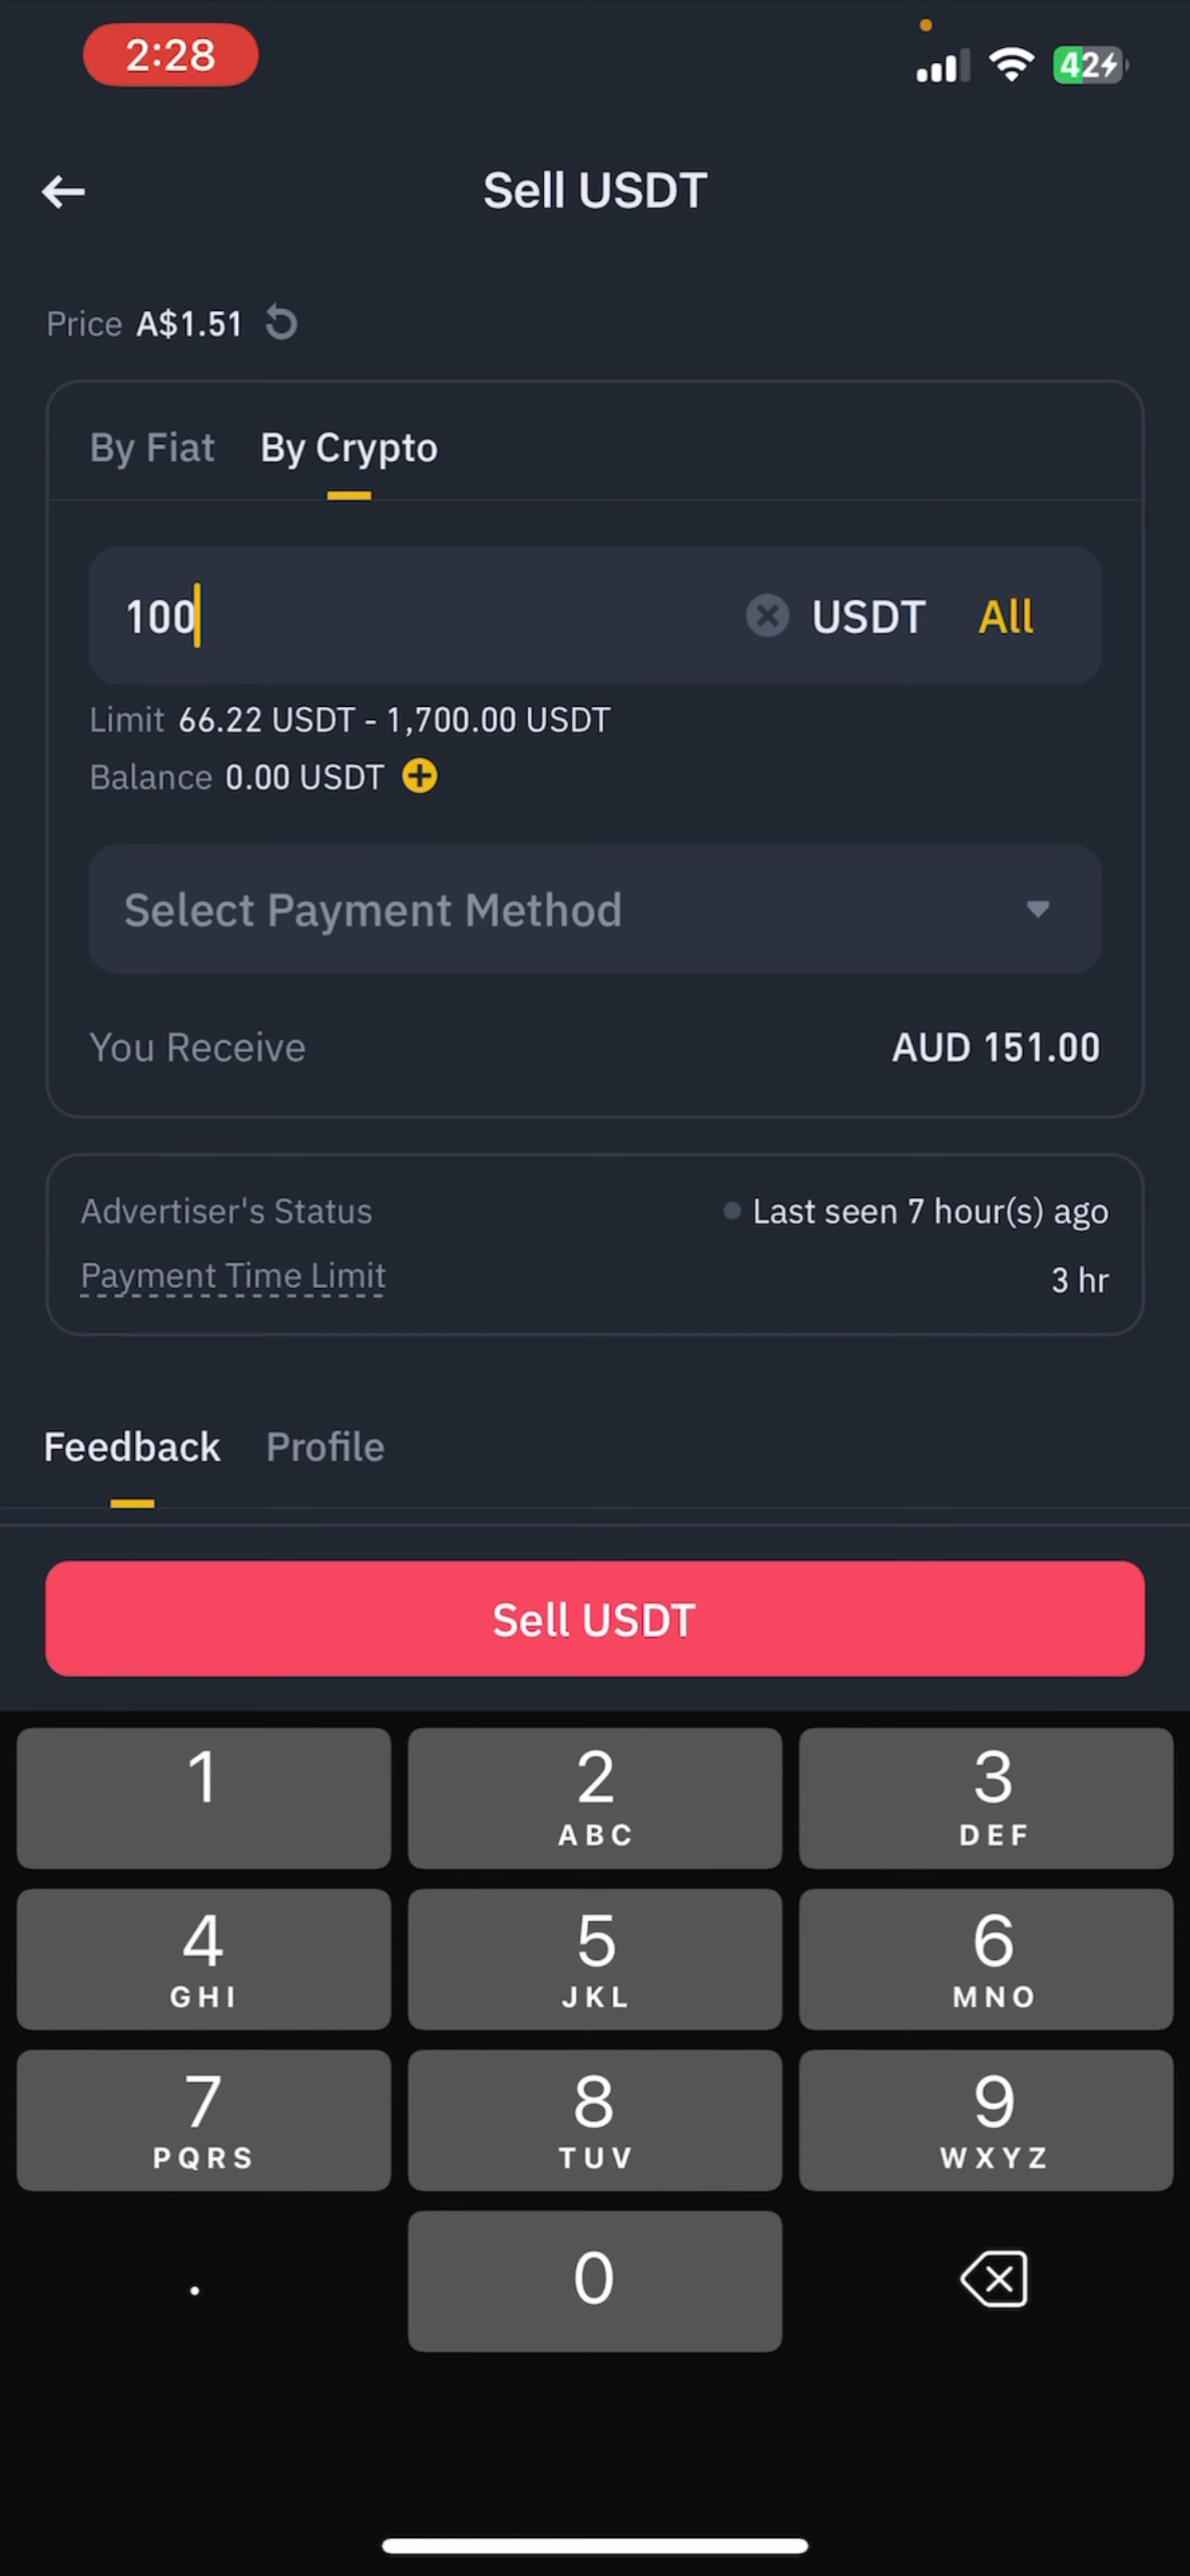 2:28
42
Sell USDT
Price A$1.51
By Fiat By Crypto
100 USDT All
Limit 66.22 USDT - 1,700.00 USDT
Balance 0.00 USDT
Select Payment Method
You Receive AUD 151.00
Advertiser's Status Last seen 7 hour(s) ago
Payment Time Limit 3 hr
Feedback Profile
Sell USDT
1 2 3
ABC DEF
4 5 6
GHI JKL MNO
7 8 9
PQRS TUV WXYZ
. 0